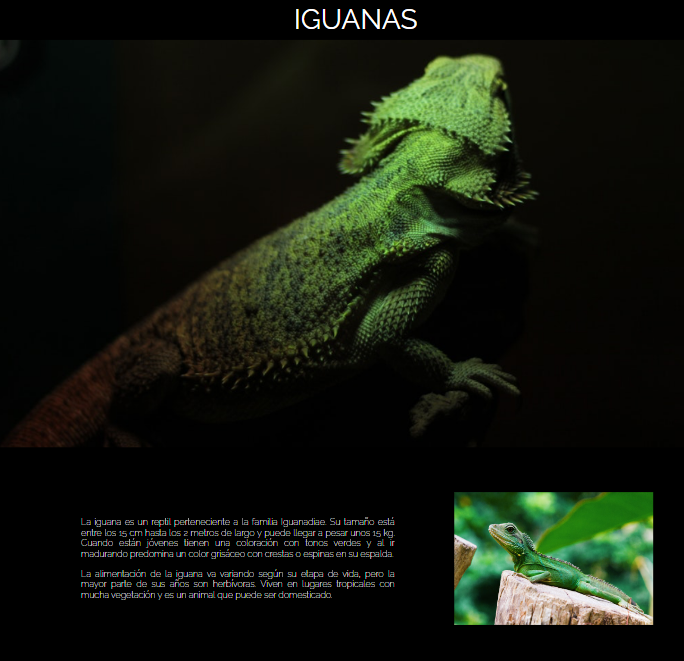 IGUANAS
La iguana es un reptil perteneciente a la familia Iguanadiae. Su tamaño está
entre los 15 cm hasta los 2 metros de largo y puede llegar a pesar unos 15 kg.
Cuando están jóvenes tienen una coloración con tonos verdes y al ir
madurando predomina un color grisáceo con crestas o espinas en su espalda.
La alimentación de la iguana va variando según su etapa de vida, pero la
mayor parte de sus años son herbívoras. Viven en lugares tropicales con
mucha vegetación y es un animal que puede ser domesticado.